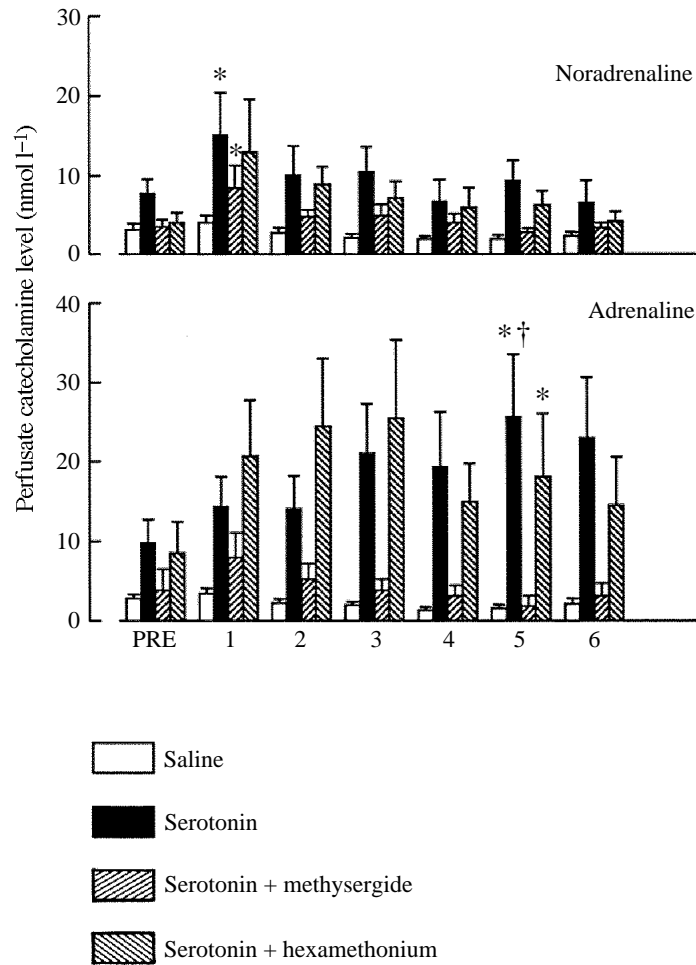 30
Noradrenaline
*
20
*
10
0
Perfusate catecholamine level (nmol l⁻¹)
40
Adrenaline
* †
30
*
20
10
0
PRE 1 2 3 4 5 6
Saline
Serotonin
Serotonin + methysergide
Serotonin + hexamethonium